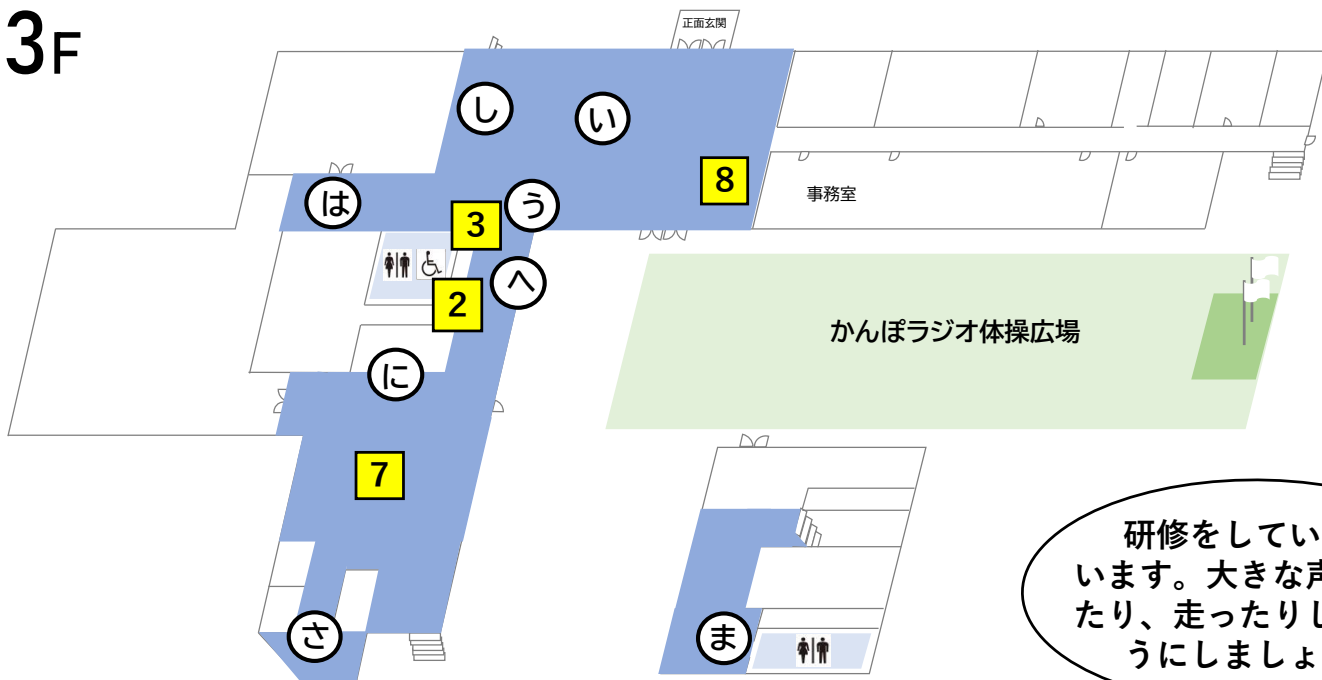 3F
正面玄関
し
い
は
う
8
事務室
3
へ
2
かんぽラジオ体操広場
に
7
さ
ま
研修をしてい
います。大きな声
たり、走ったりし
うにしましょ